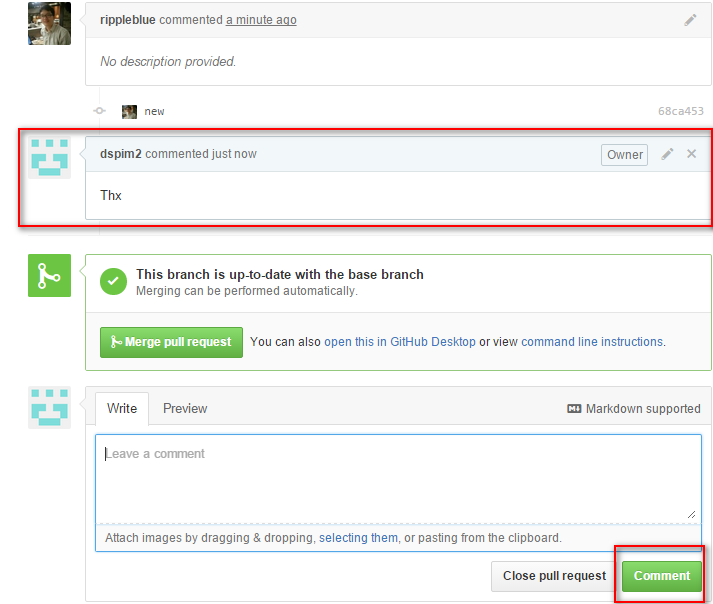 rippleblue commented a minute ago
No description provided.
new 68ca453
dspim2 commented just now Owner
Thx
This branch is up-to-date with the base branch
Merging can be performed automatically.
Merge pull request You can also open this in GitHub Desktop or view command line instructions.
Write Preview Markdown supported
Leave a comment
Attach images by dragging & dropping, selecting them, or pasting from the clipboard.
Close pull request Comment